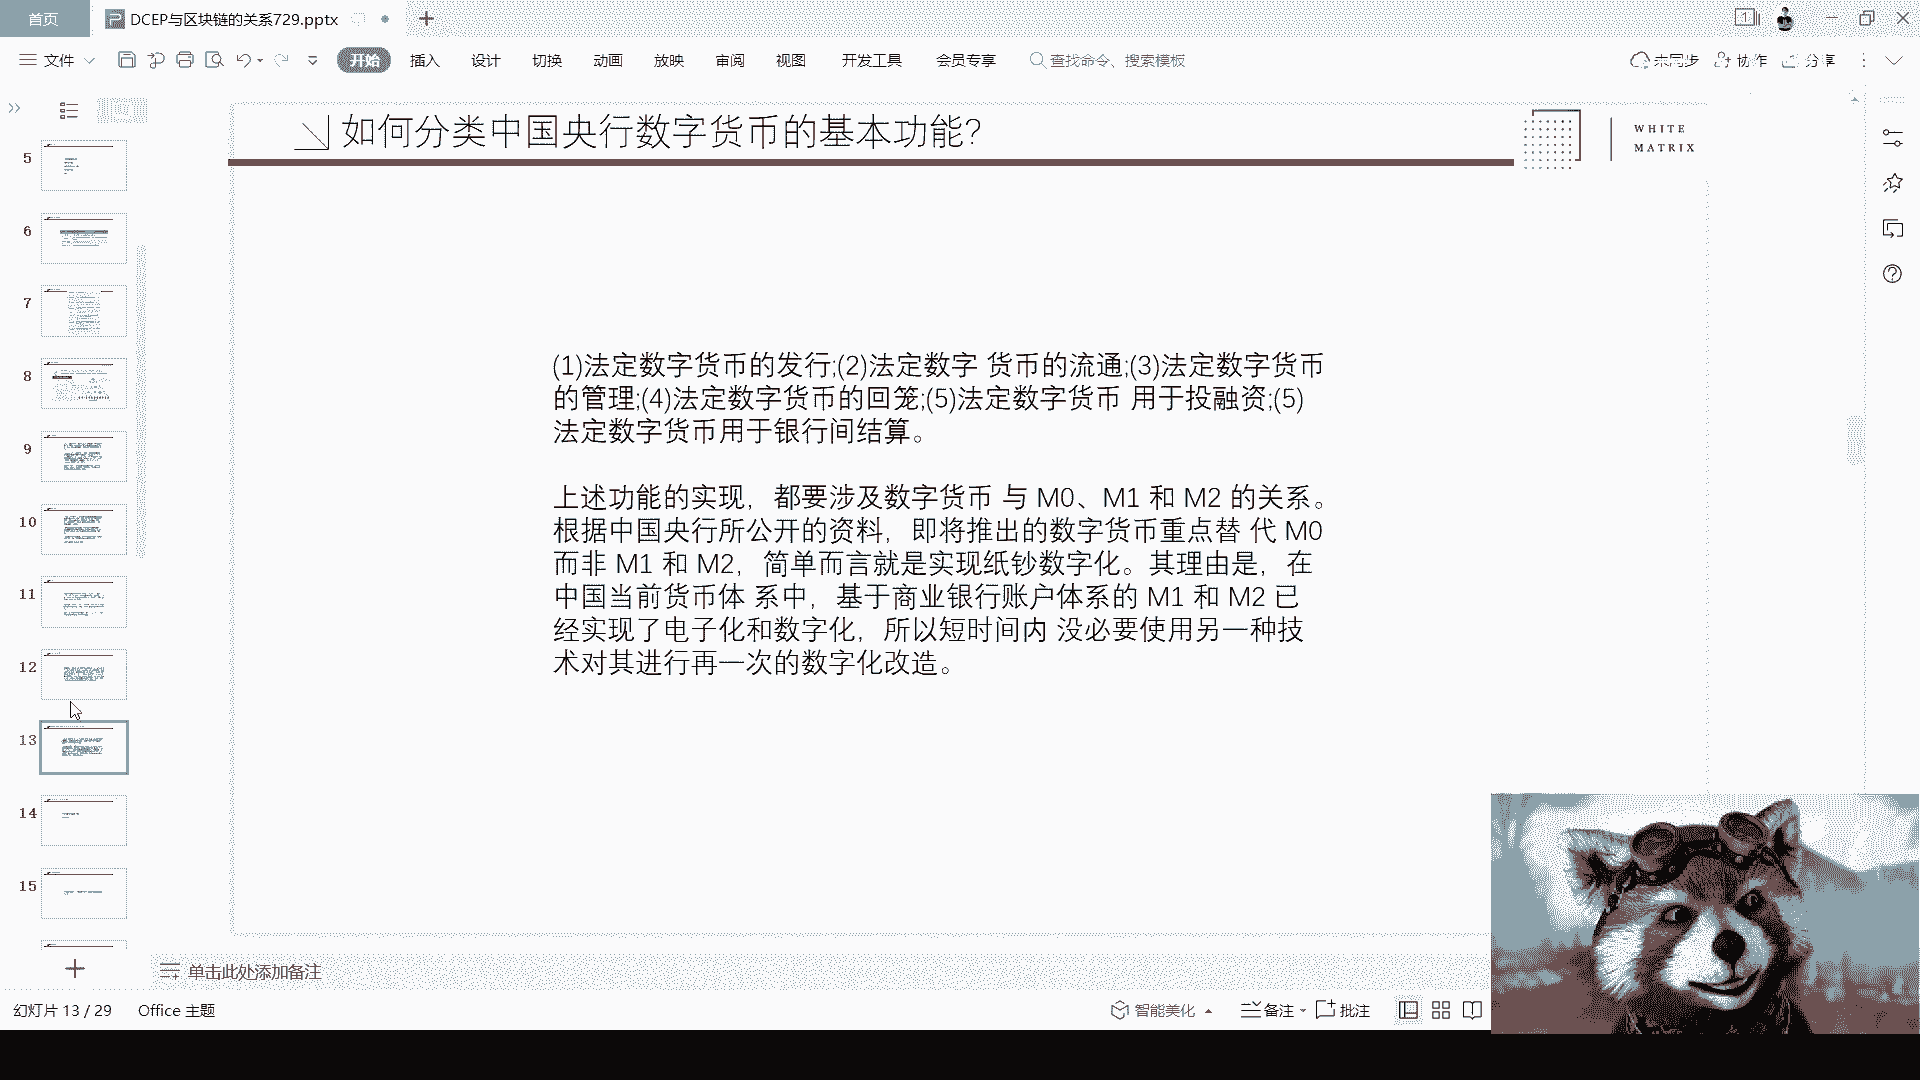 首页
DCEP与区块链的关系729.pptx
文件
开始
插入
设计
切换
动画
放映
审阅
视图
开发工具
会员专享
查找命令、搜索模板
未同步
协作
分享
如何分类中国央行数字货币的基本功能?
WHITE
MATRIX
(1)法定数字货币的发行;(2)法定数字 货币的流通;(3)法定数字货币
的管理;(4)法定数字货币的回笼;(5)法定数字货币 用于投融资;(5)
法定数字货币用于银行间结算。
上述功能的实现，都要涉及数字货币 与 M0、M1 和 M2 的关系。
根据中国央行所公开的资料，即将推出的数字货币重点替 代 M0
而非 M1 和 M2，简单而言就是实现纸钞数字化。其理由是，在
中国当前货币体 系中，基于商业银行账户体系的 M1 和 M2 已
经实现了电子化和数字化，所以短时间内 没必要使用另一种技
术对其进行再一次的数字化改造。
5
6
7
8
9
10
11
12
13
14
15
单击此处添加备注
幻灯片 13 / 29
Office 主题
智能美化
备注
批注